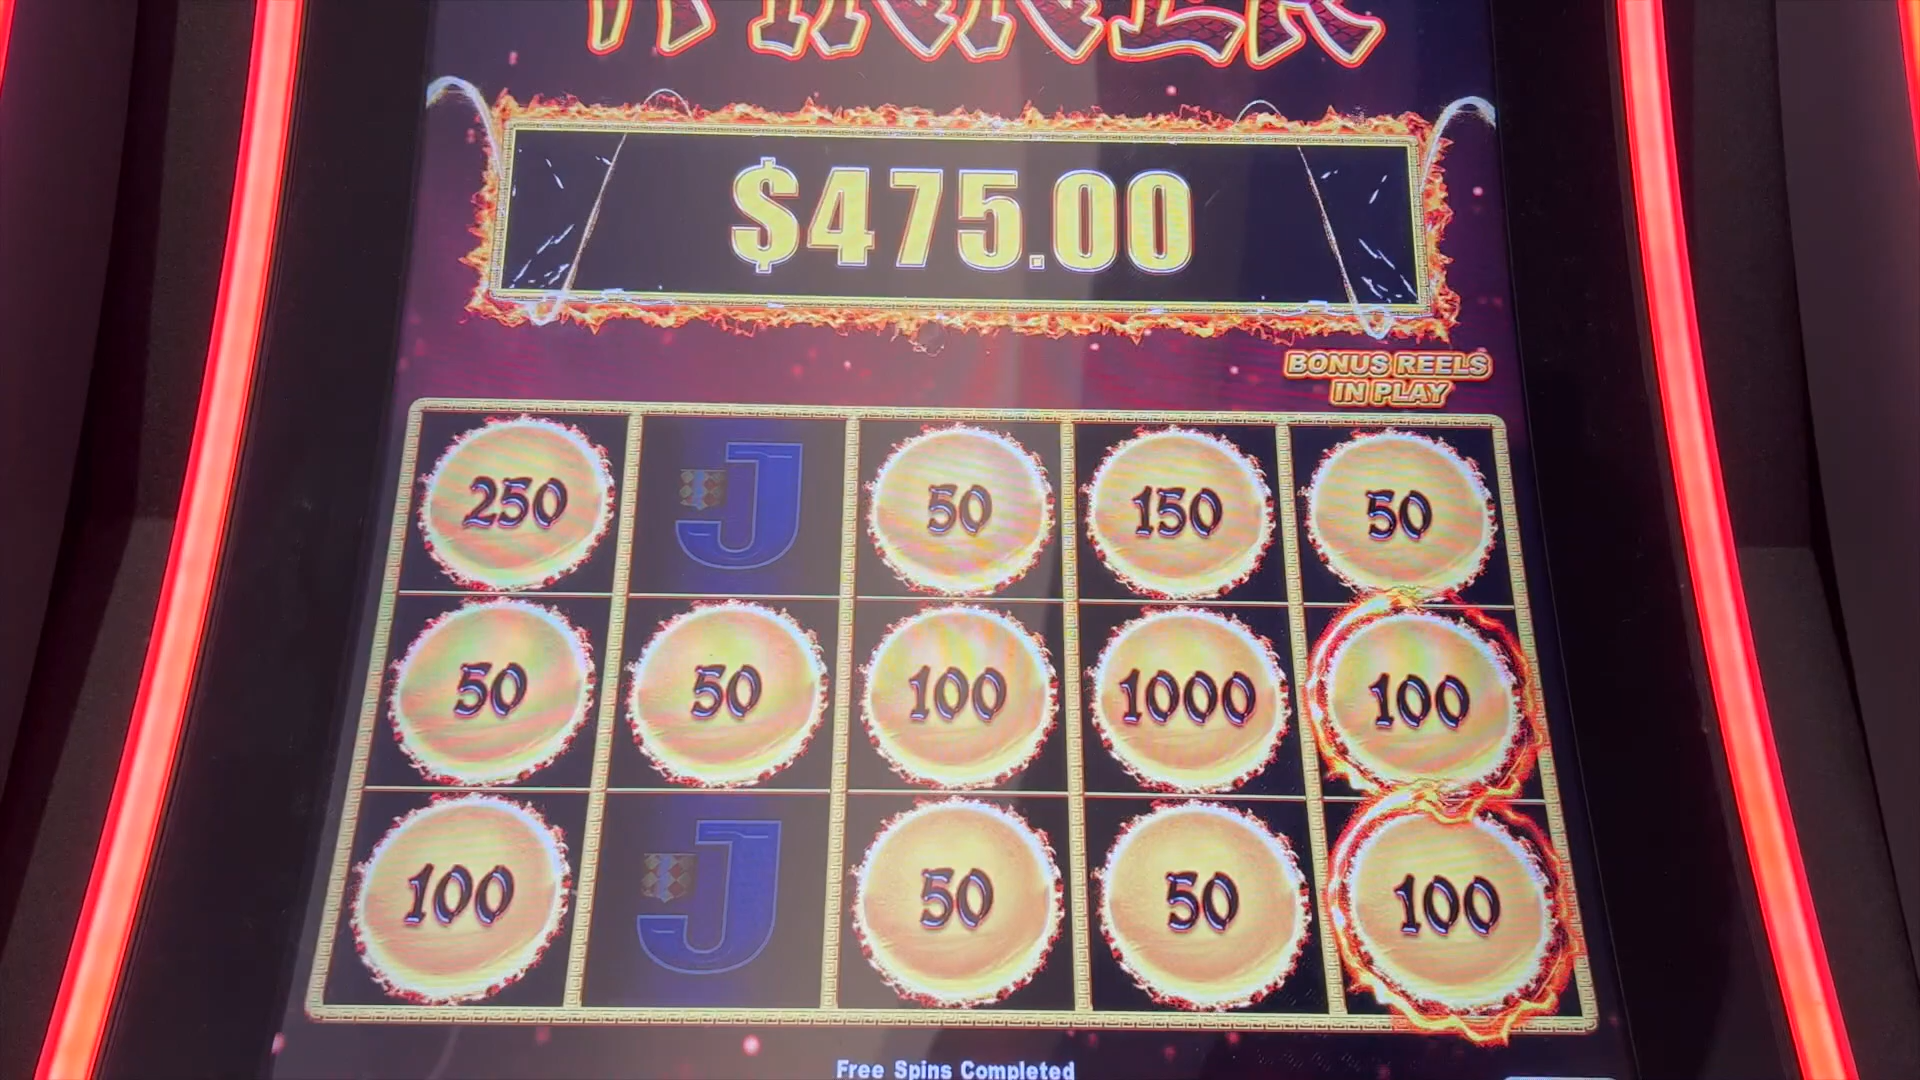 WINNER
$475.00
BONUS REELS
IN PLAY
250 J 50 150 50
50 50 100 1000 100
100 J 50 50 100
Free Spins Completed